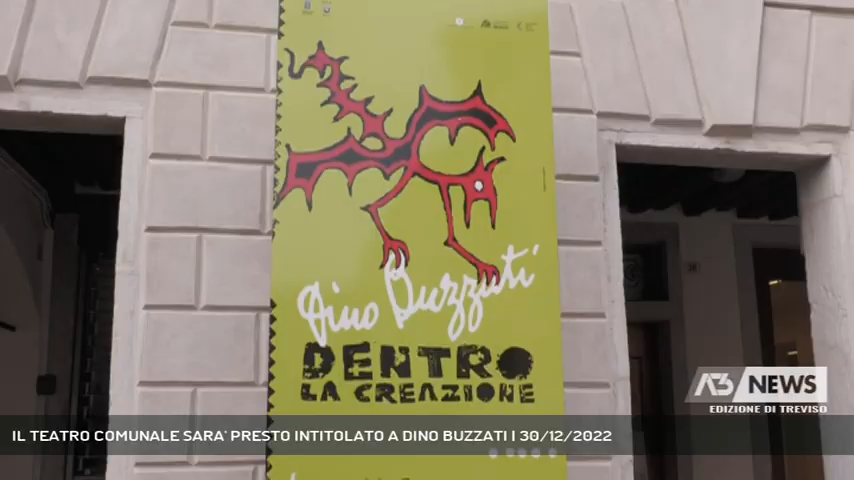 Dino Buzzati
DENTRO
LA CREAZIONE
A3 NEWS
EDIZIONE DI TREVISO
IL TEATRO COMUNALE SARA' PRESTO INTITOLATO A DINO BUZZATI | 30/12/2022